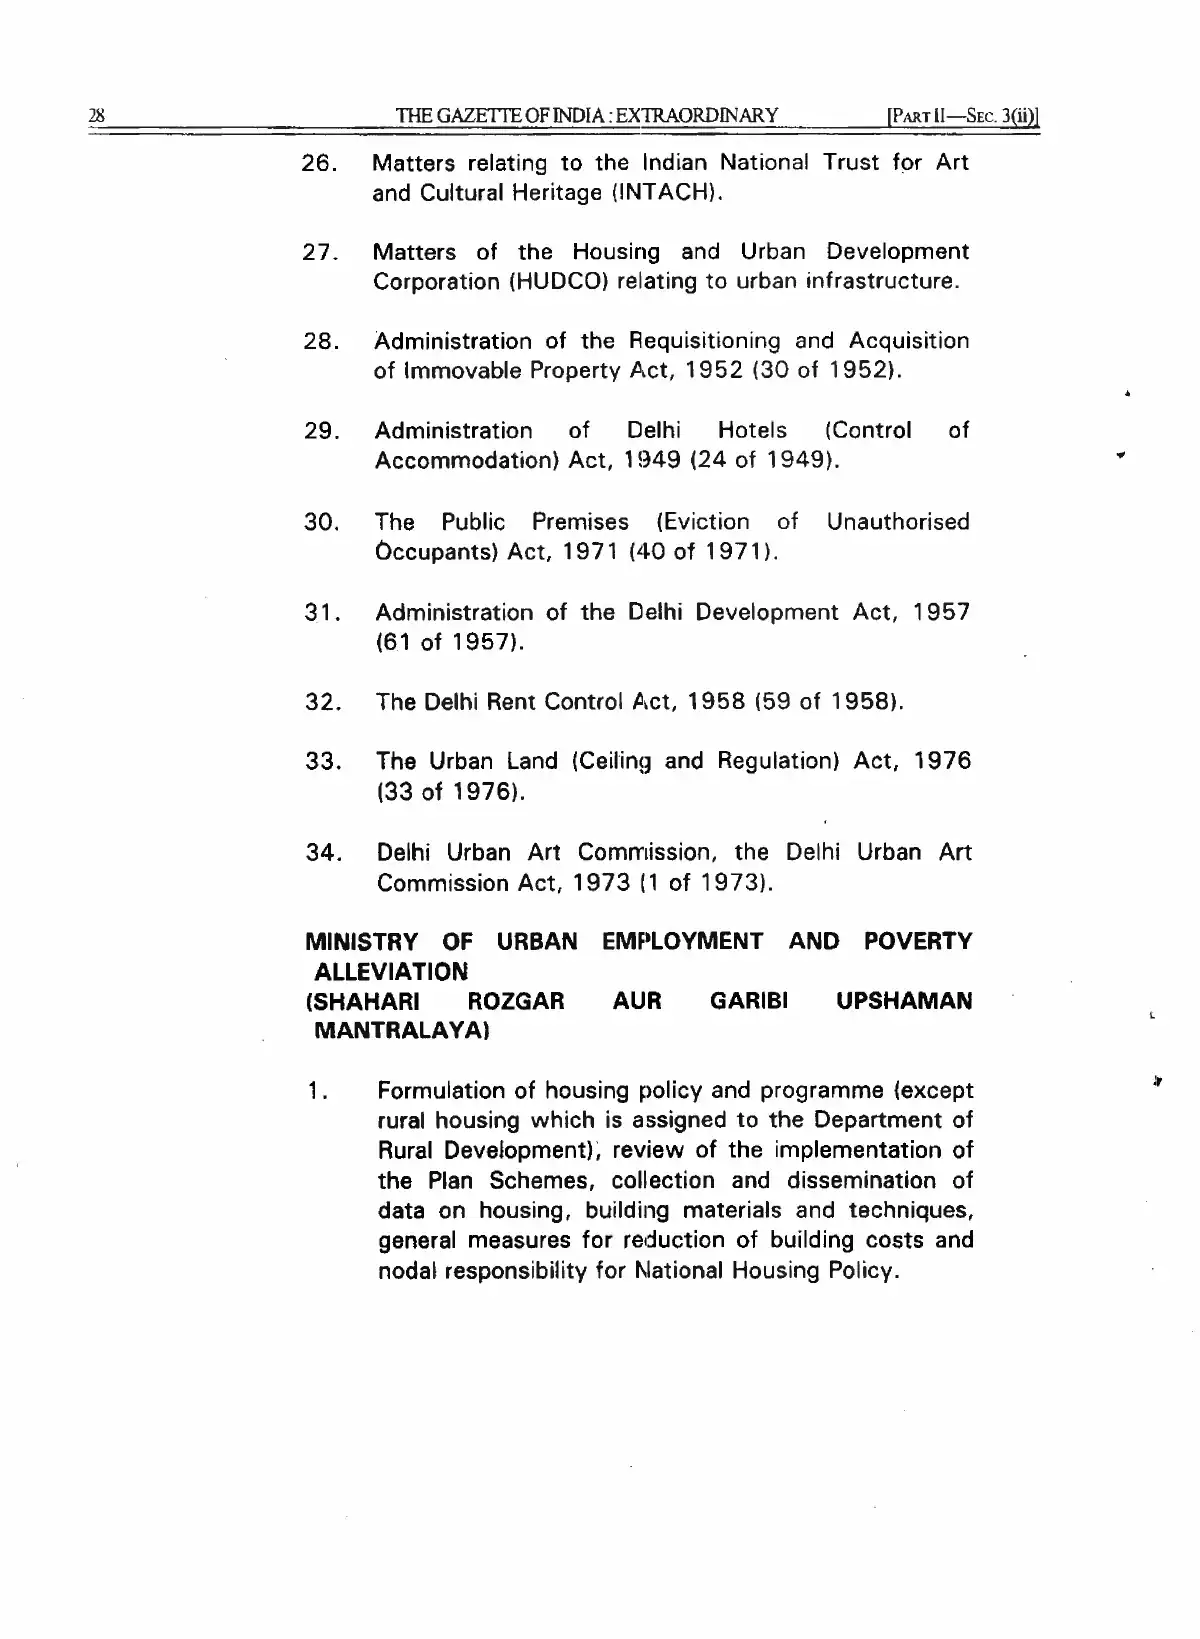 28 THE GAZETTE OF INDIA : EXTRAORDINARY [PART II—SEC. 3(ii)]
26. Matters relating to the Indian National Trust for Art
and Cultural Heritage (INTACH).
27. Matters of the Housing and Urban Development
Corporation (HUDCO) relating to urban infrastructure.
28. Administration of the Requisitioning and Acquisition
of Immovable Property Act, 1952 (30 of 1952).
29. Administration of Delhi Hotels (Control of
Accommodation) Act, 1949 (24 of 1949).
30. The Public Premises (Eviction of Unauthorised
Occupants) Act, 1971 (40 of 1971).
31. Administration of the Delhi Development Act, 1957
(61 of 1957).
32. The Delhi Rent Control Act, 1958 (59 of 1958).
33. The Urban Land (Ceiling and Regulation) Act, 1976
(33 of 1976).
34. Delhi Urban Art Commission, the Delhi Urban Art
Commission Act, 1973 (1 of 1973).
MINISTRY OF URBAN EMPLOYMENT AND POVERTY
ALLEVIATION
(SHAHARI ROZGAR AUR GARIBI UPSHAMAN
MANTRALAYA)
1. Formulation of housing policy and programme (except
rural housing which is assigned to the Department of
Rural Development), review of the implementation of
the Plan Schemes, collection and dissemination of
data on housing, building materials and techniques,
general measures for reduction of building costs and
nodal responsibility for National Housing Policy.